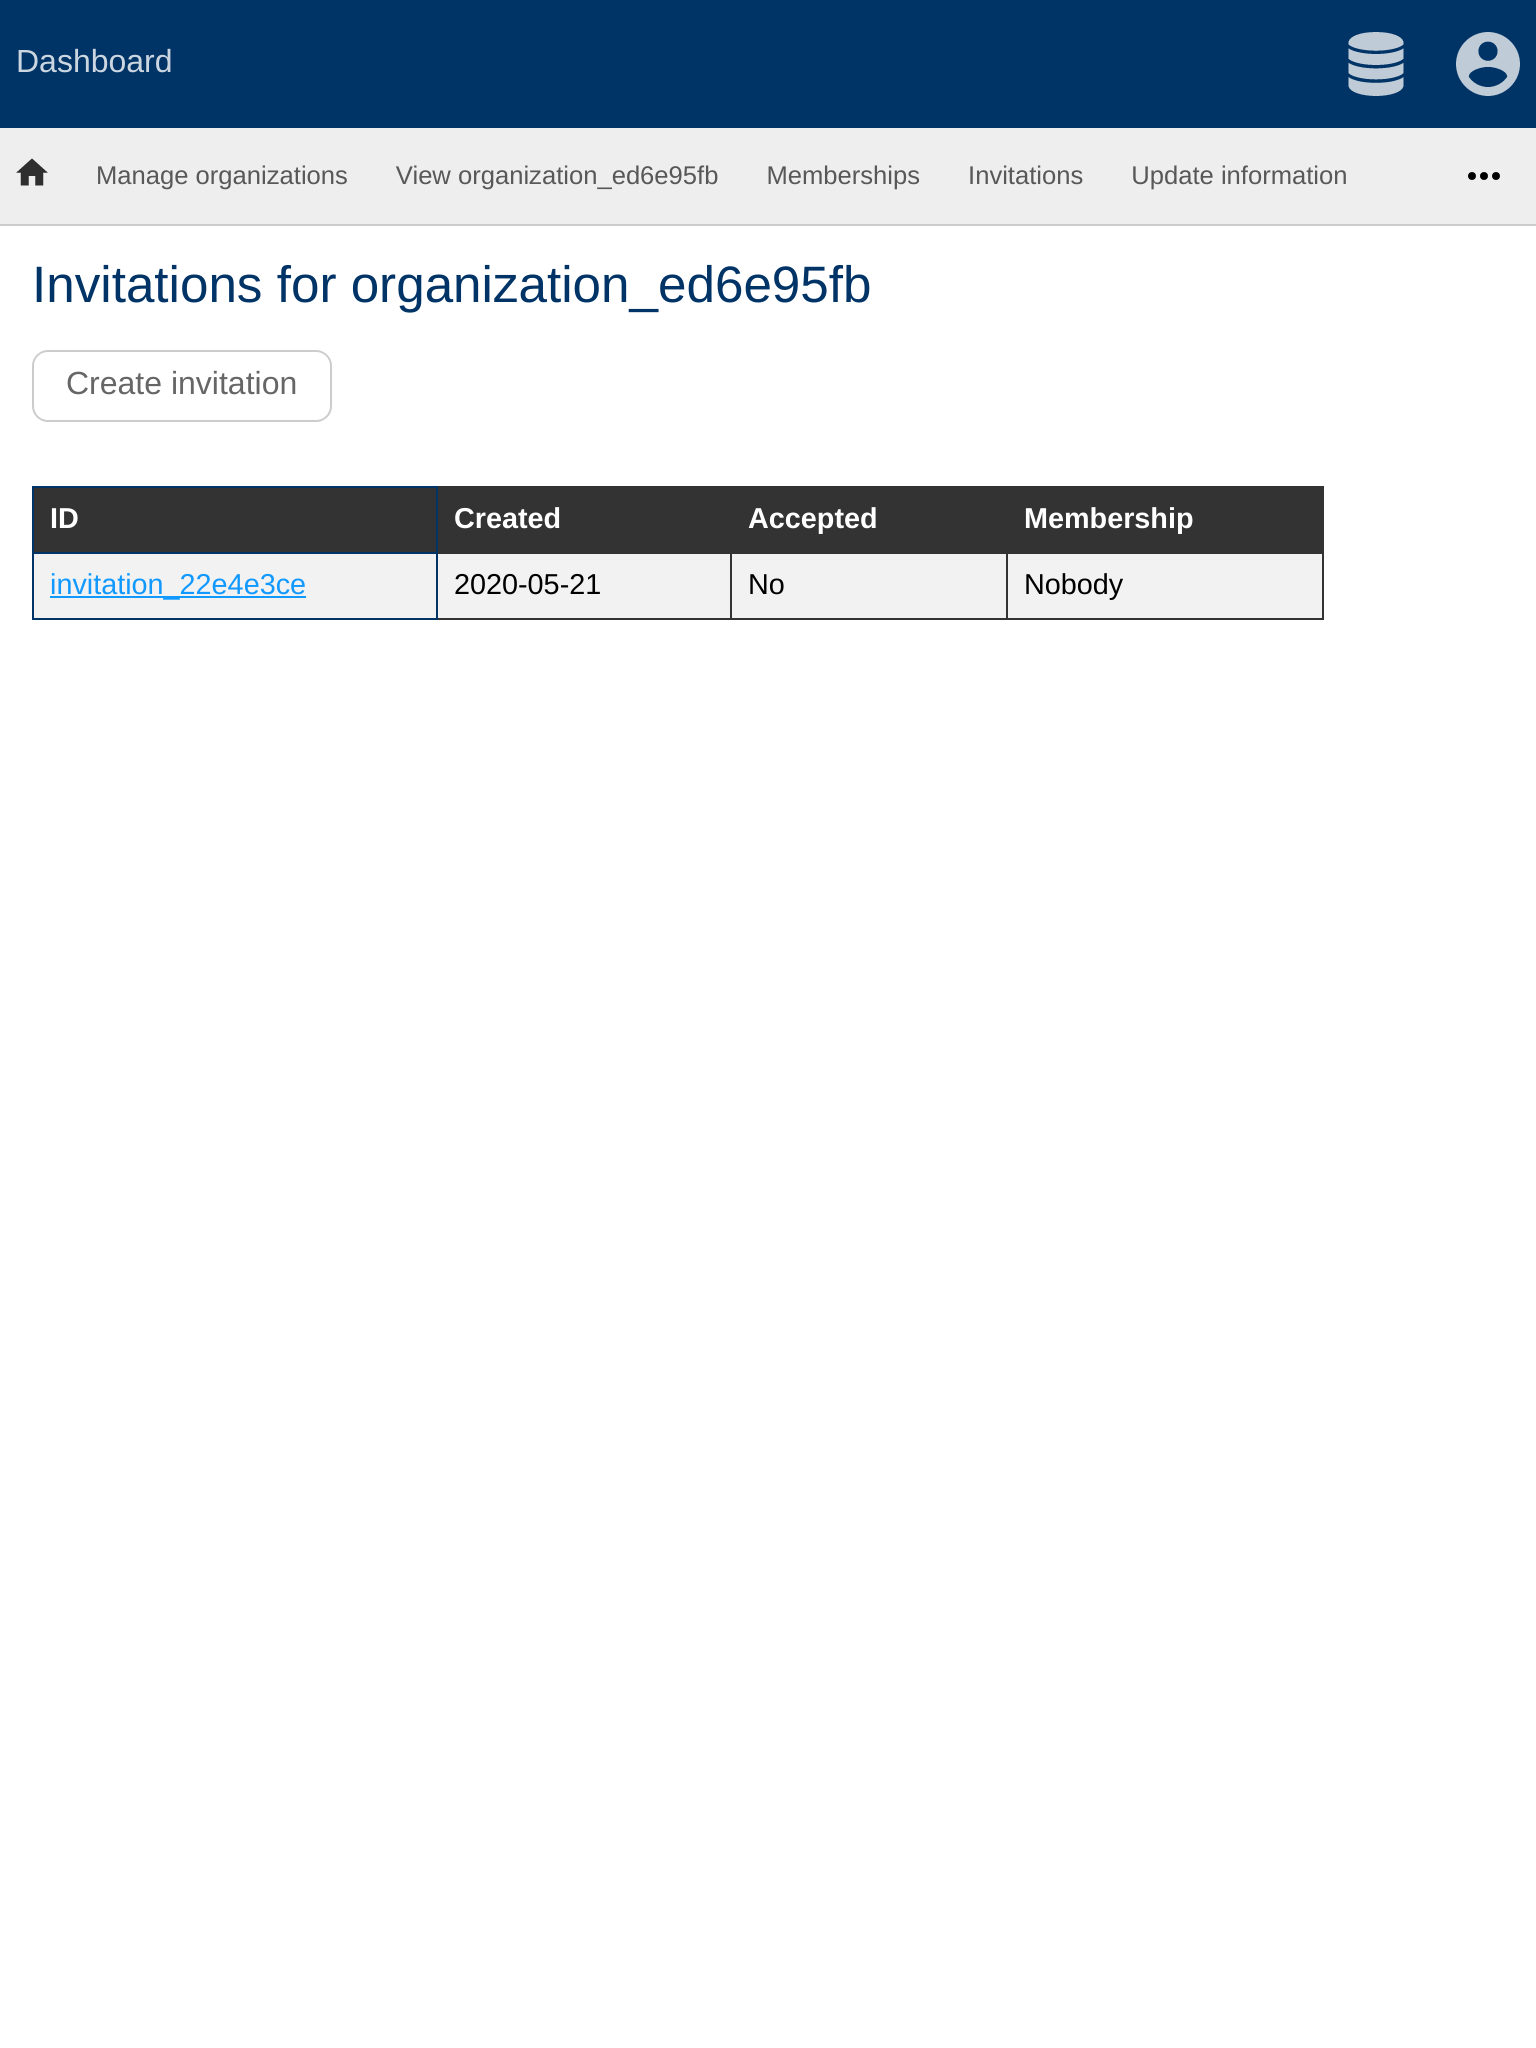 Dashboard
Manage organizations View organization_ed6e95fb Memberships Invitations Update information
Invitations for organization_ed6e95fb
Create invitation
ID Created Accepted Membership
invitation_22e4e3ce 2020-05-21 No Nobody